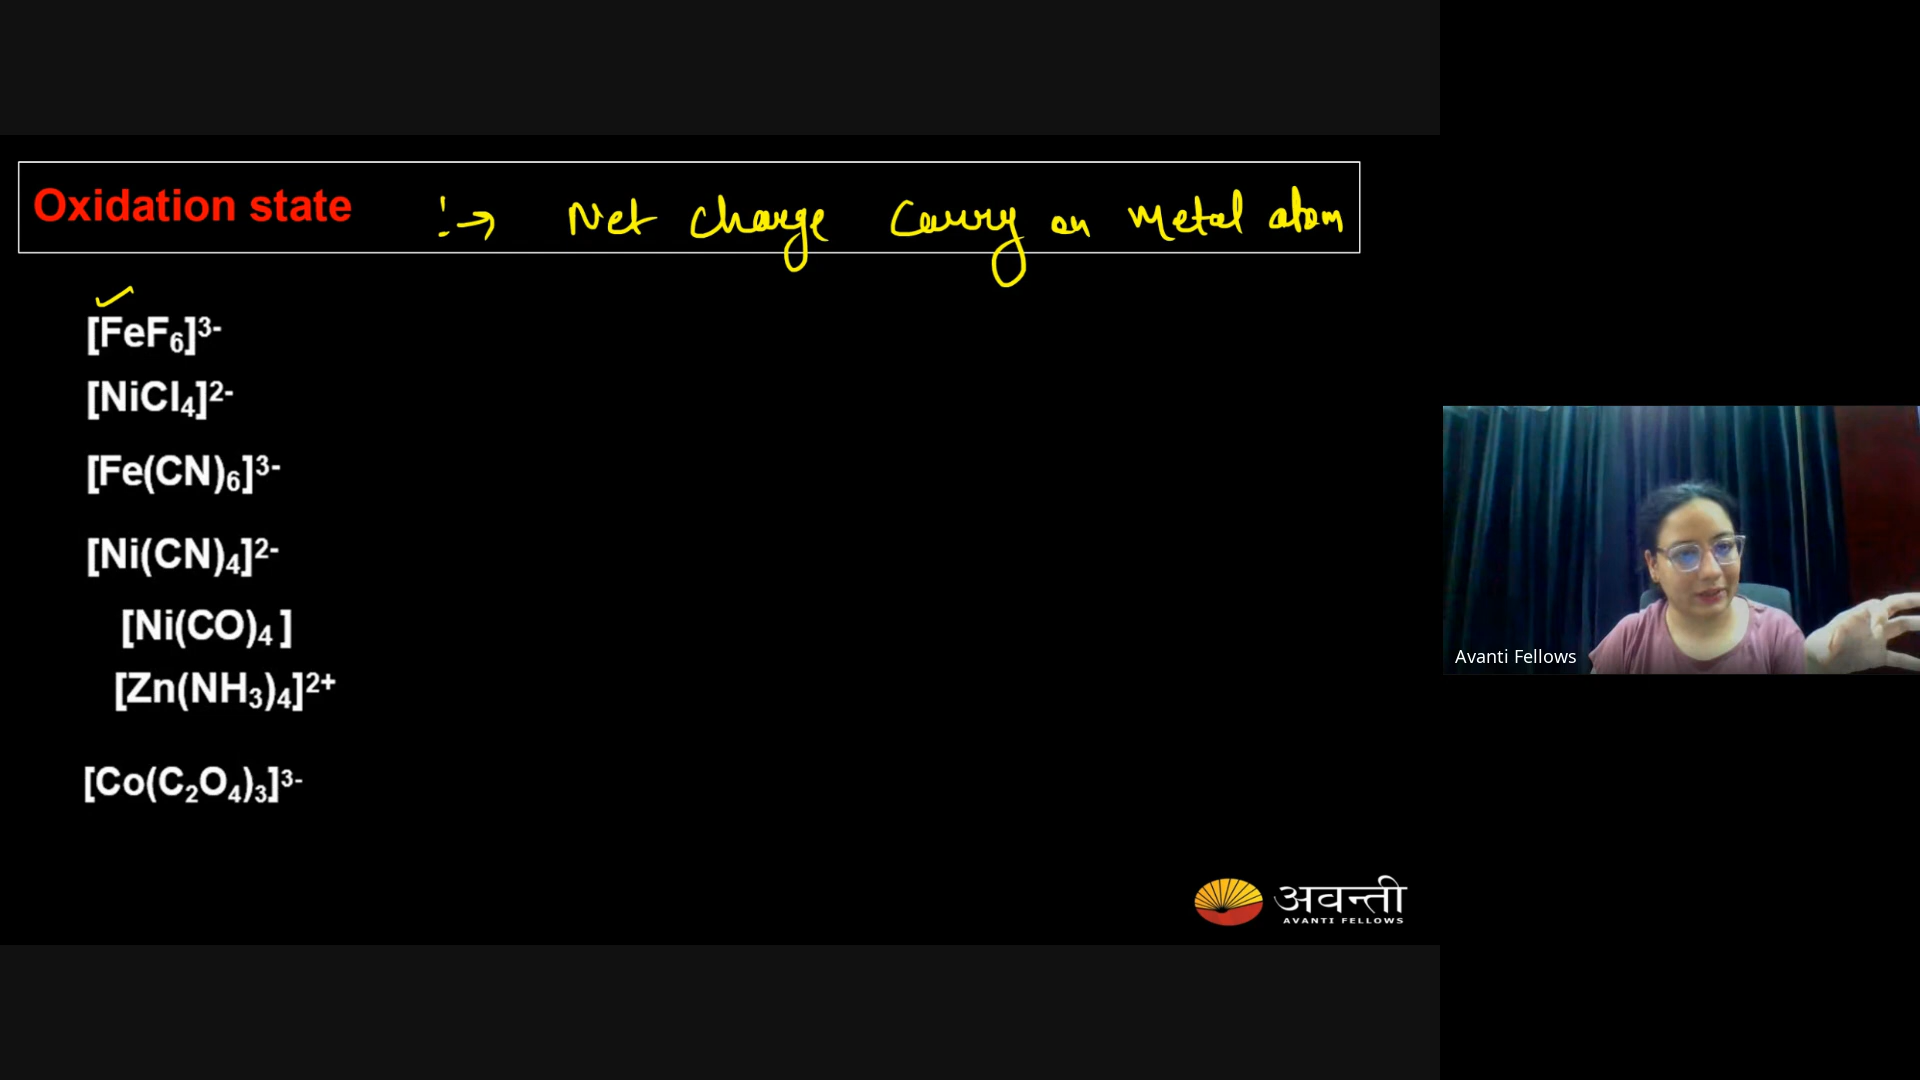 Oxidation state :→ Net charge carry on metal atom
[FeF₆]³⁻
[NiCl₄]²⁻
[Fe(CN)₆]³⁻
[Ni(CN)₄]²⁻
[Ni(CO)₄ ]
[Zn(NH₃)₄]²⁺
[Co(C₂O₄)₃]³⁻
Avanti Fellows
अवन्ती
AVANTI FELLOWS